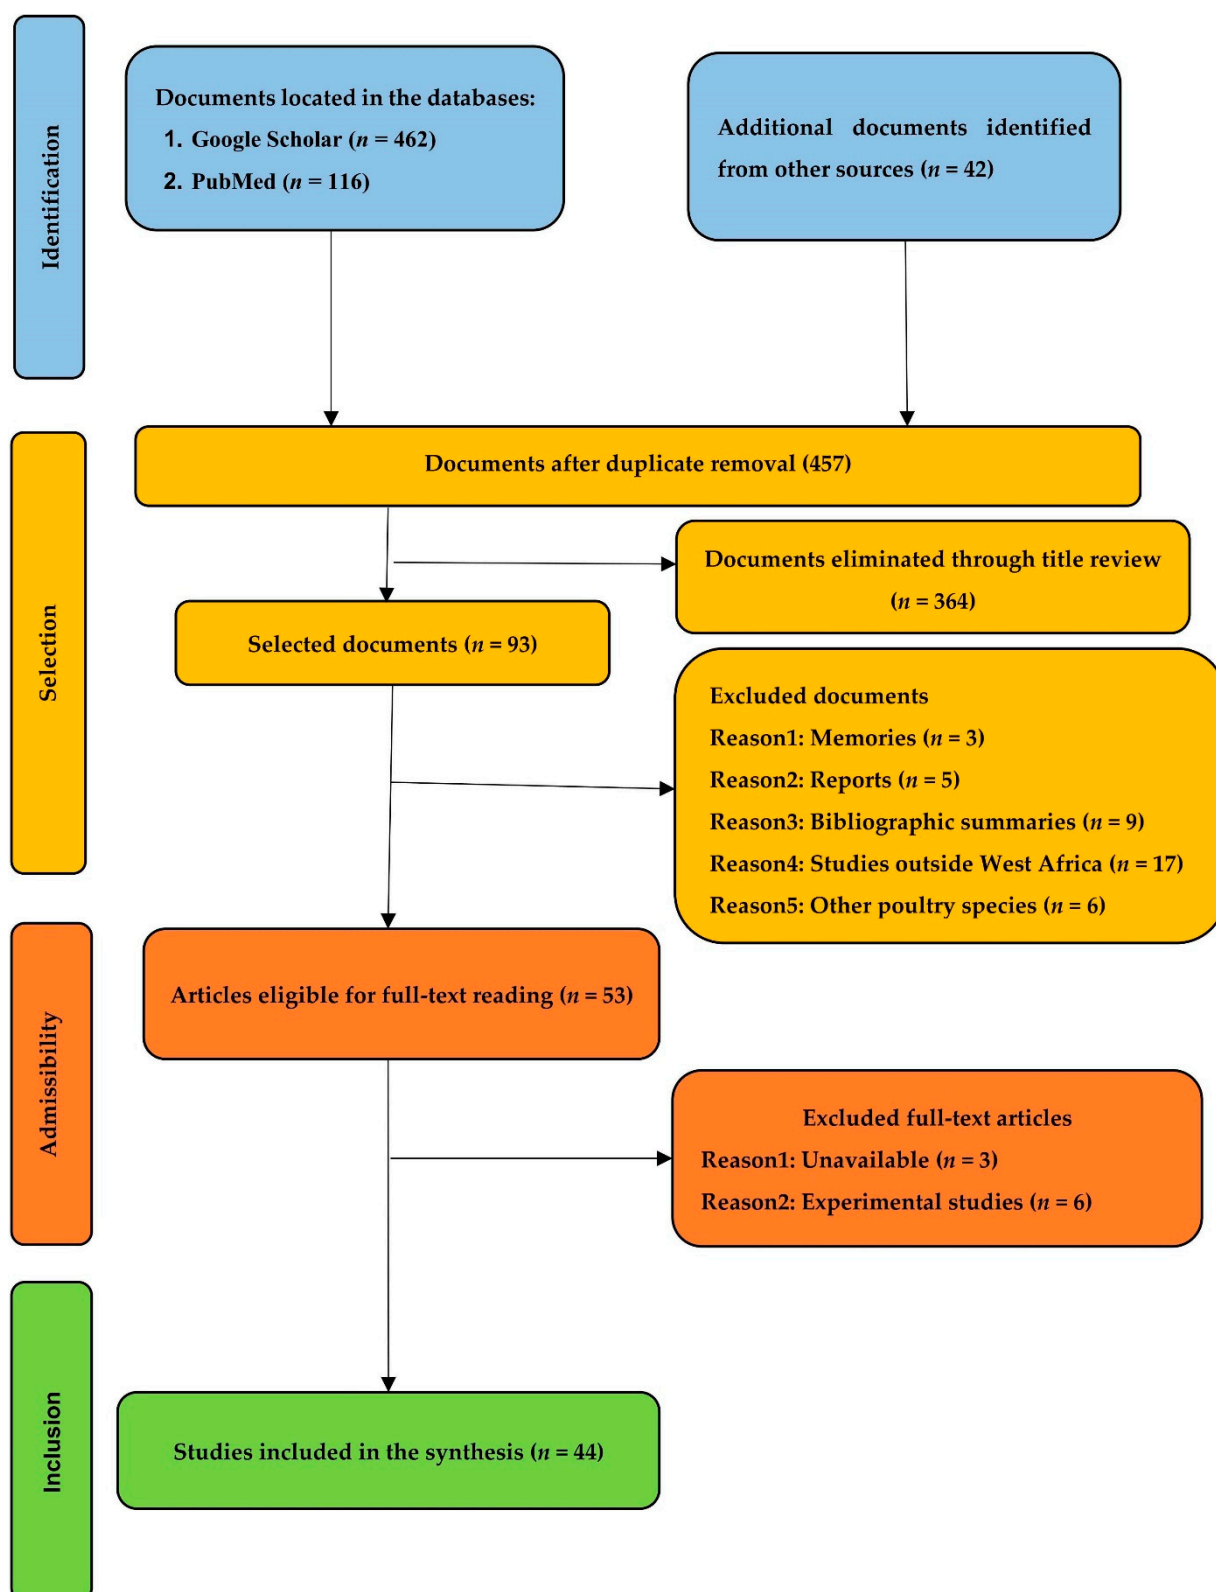 Identification
Documents located in the databases:
1. Google Scholar (n = 462)
2. PubMed (n = 116)
Additional documents identified
from other sources (n = 42)
Selection
Documents after duplicate removal (457)
Documents eliminated through title review
(n = 364)
Selected documents (n = 93)
Excluded documents
Reason1: Memories (n = 3)
Reason2: Reports (n = 5)
Reason3: Bibliographic summaries (n = 9)
Reason4: Studies outside West Africa (n = 17)
Reason5: Other poultry species (n = 6)
Admissibility
Articles eligible for full-text reading (n = 53)
Excluded full-text articles
Reason1: Unavailable (n = 3)
Reason2: Experimental studies (n = 6)
Inclusion
Studies included in the synthesis (n = 44)